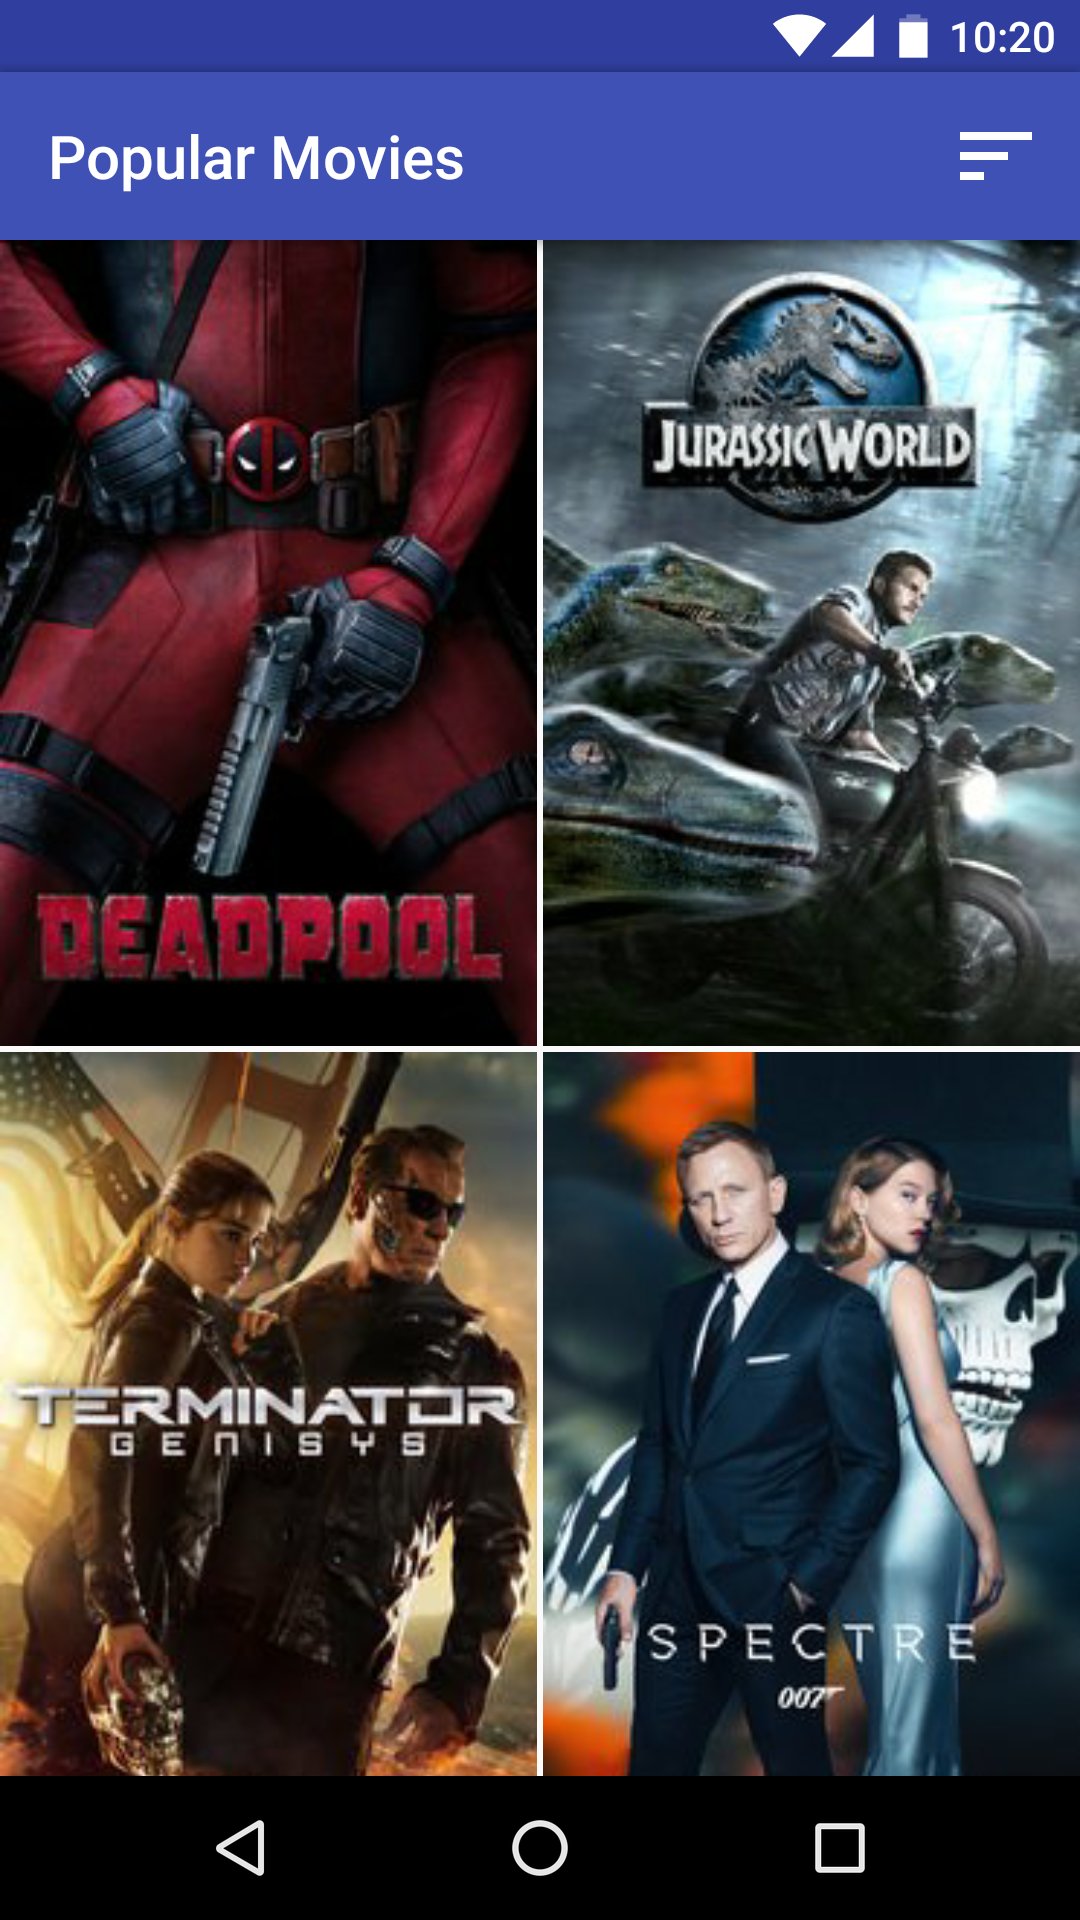 10:20
Popular Movies
JURASSIC WORLD
DEADPOOL
TERMINATOR
GENISYS
SPECTRE
007